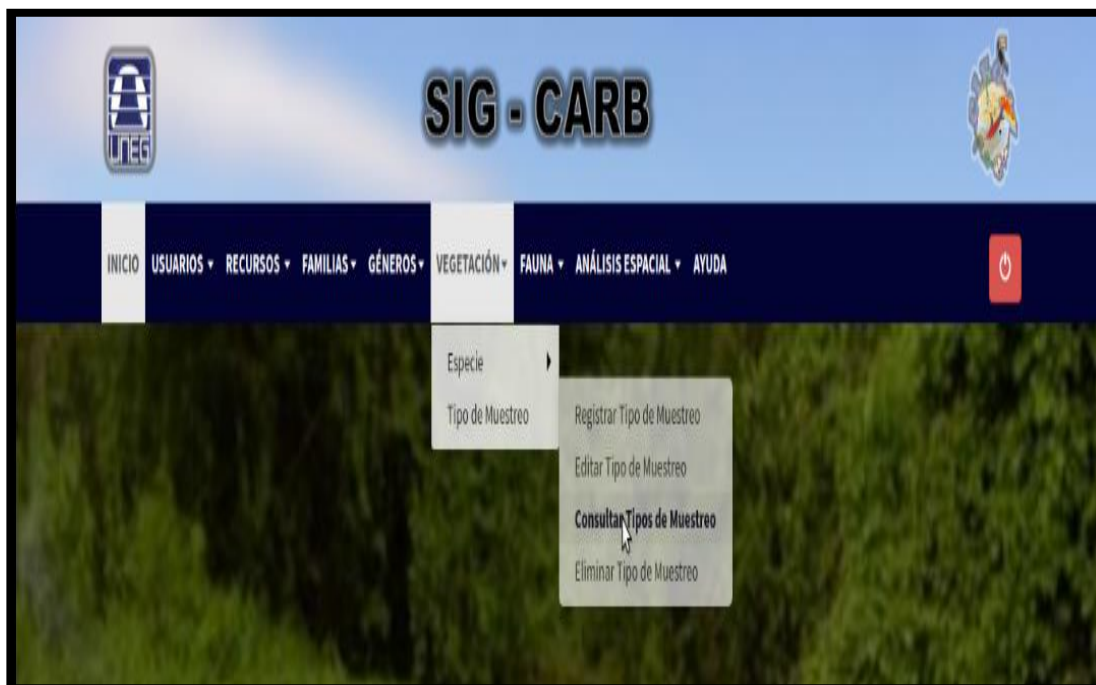 UNEG
SIG - CARB
INICIO USUARIOS RECURSOS FAMILIAS GÉNEROS VEGETACIÓN FAUNA ANÁLISIS ESPACIAL AYUDA
Especie
Tipo de Muestreo
Registrar Tipo de Muestreo
Editar Tipo de Muestreo
Consultar Tipos de Muestreo
Eliminar Tipo de Muestreo